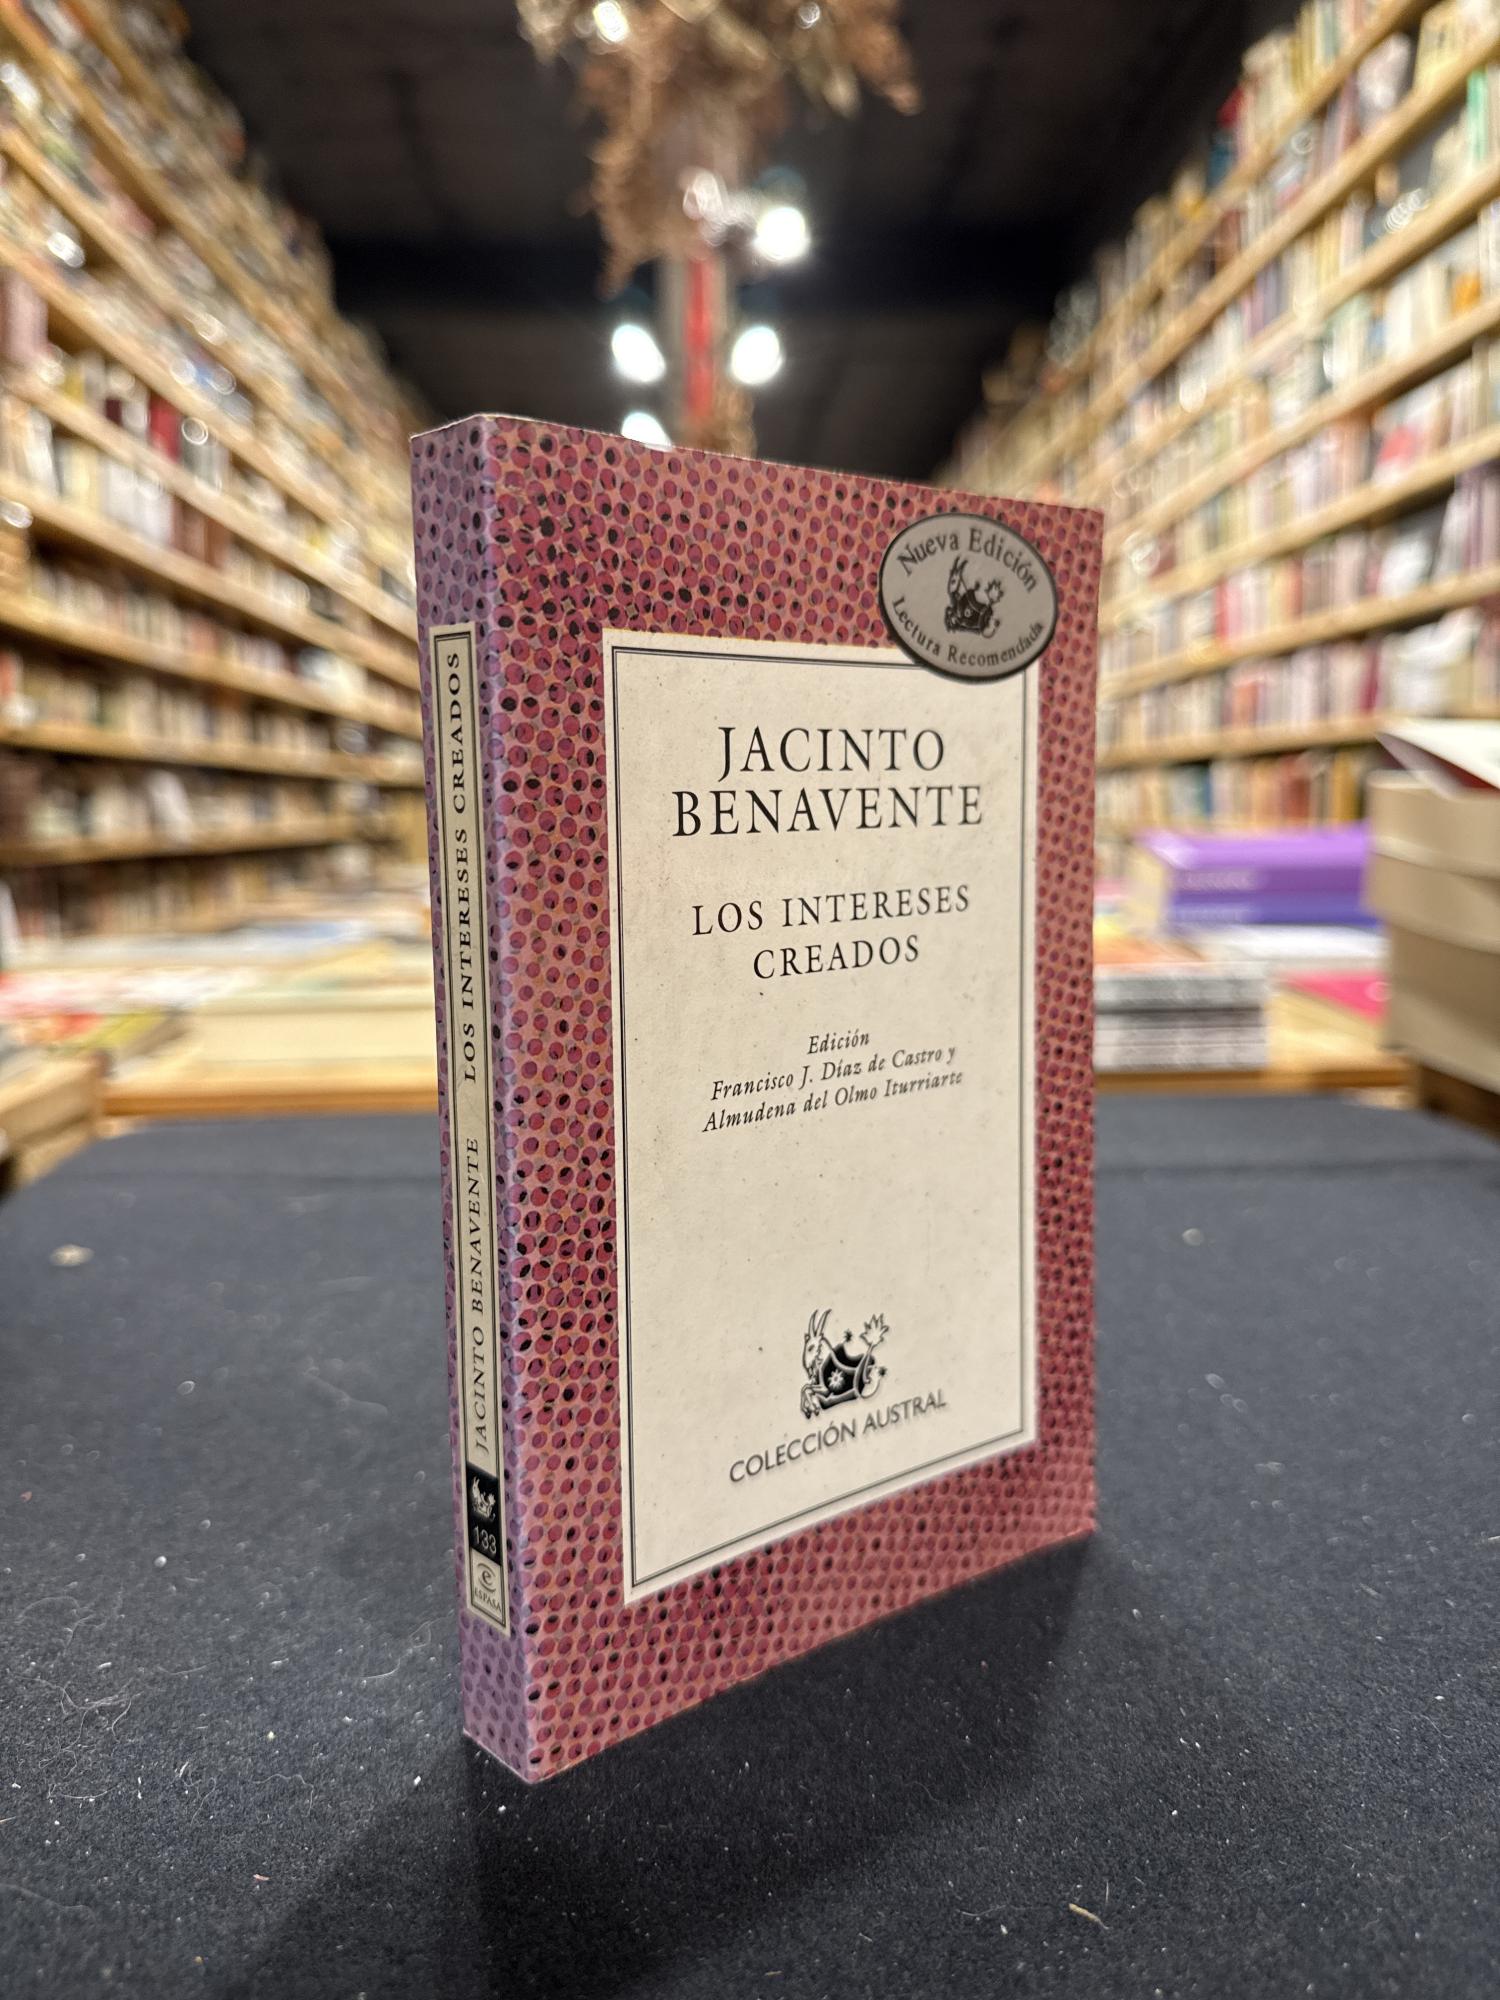 Nueva Edición
Lectura Recomendada
JACINTO
BENAVENTE
LOS INTERESES
CREADOS
Edición
Francisco J. Díaz de Castro y
Almudena del Olmo Iturriarte
COLECCIÓN AUSTRAL
JACINTO BENAVENTE LOS INTERESES CREADOS
133
ESPASA